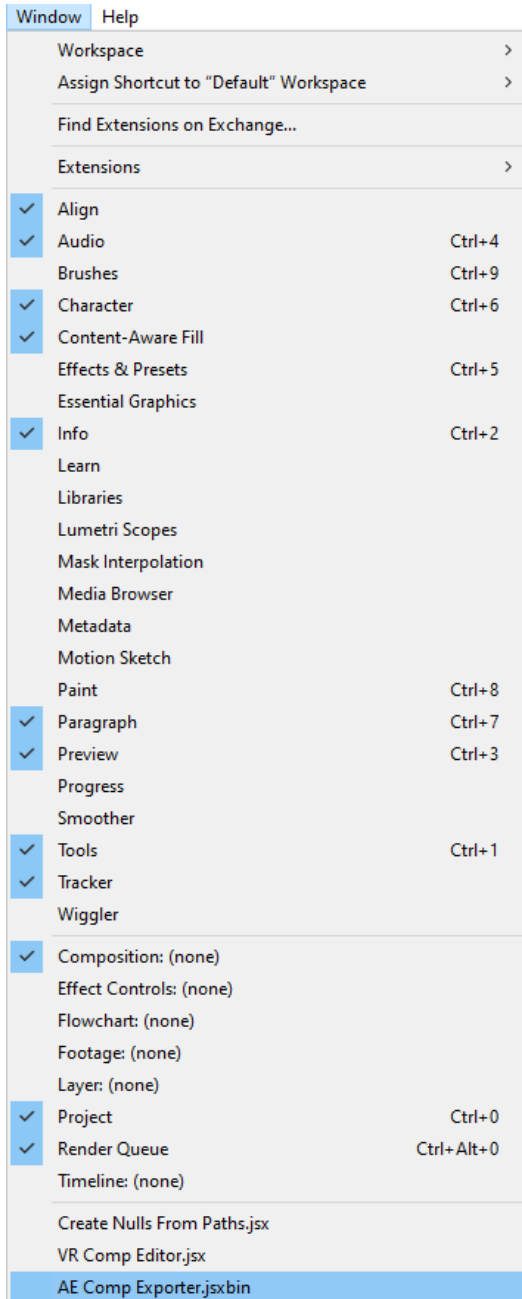 Window Help
Workspace
Assign Shortcut to “Default” Workspace
Find Extensions on Exchange...
Extensions
Align
Audio Ctrl+4
Brushes Ctrl+9
Character Ctrl+6
Content-Aware Fill
Effects & Presets Ctrl+5
Essential Graphics
Info Ctrl+2
Learn
Libraries
Lumetri Scopes
Mask Interpolation
Media Browser
Metadata
Motion Sketch
Paint Ctrl+8
Paragraph Ctrl+7
Preview Ctrl+3
Progress
Smoother
Tools Ctrl+1
Tracker
Wiggler
Composition: (none)
Effect Controls: (none)
Flowchart: (none)
Footage: (none)
Layer: (none)
Project Ctrl+0
Render Queue Ctrl+Alt+0
Timeline: (none)
Create Nulls From Paths.jsx
VR Comp Editor.jsx
AE Comp Exporter.jsxbin